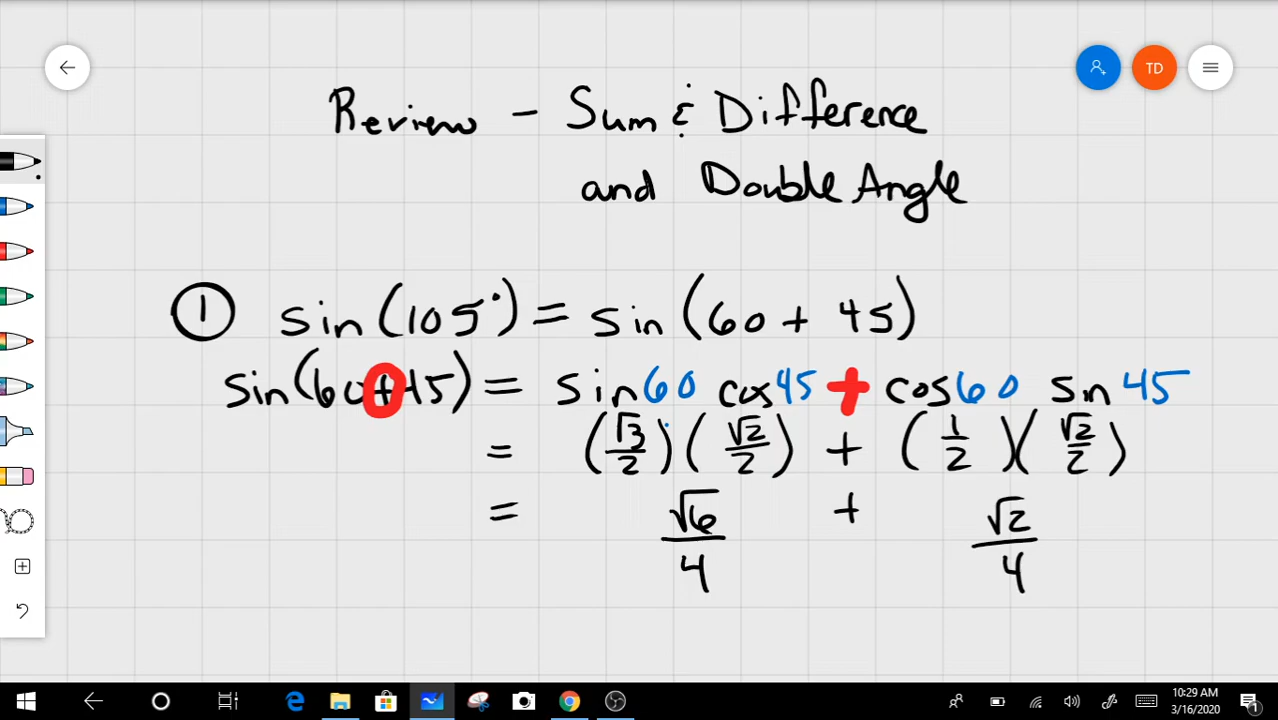 TD
Review - Sum & Difference
and Double Angle
① sin(105°) = sin(60 + 45)
sin(60+45) = sin60 cos45 + cos60 sin45
= (√3/2)(√2/2) + (1/2)(√2/2)
= √6/4 + √2/4
10:29 AM
3/16/2020
1